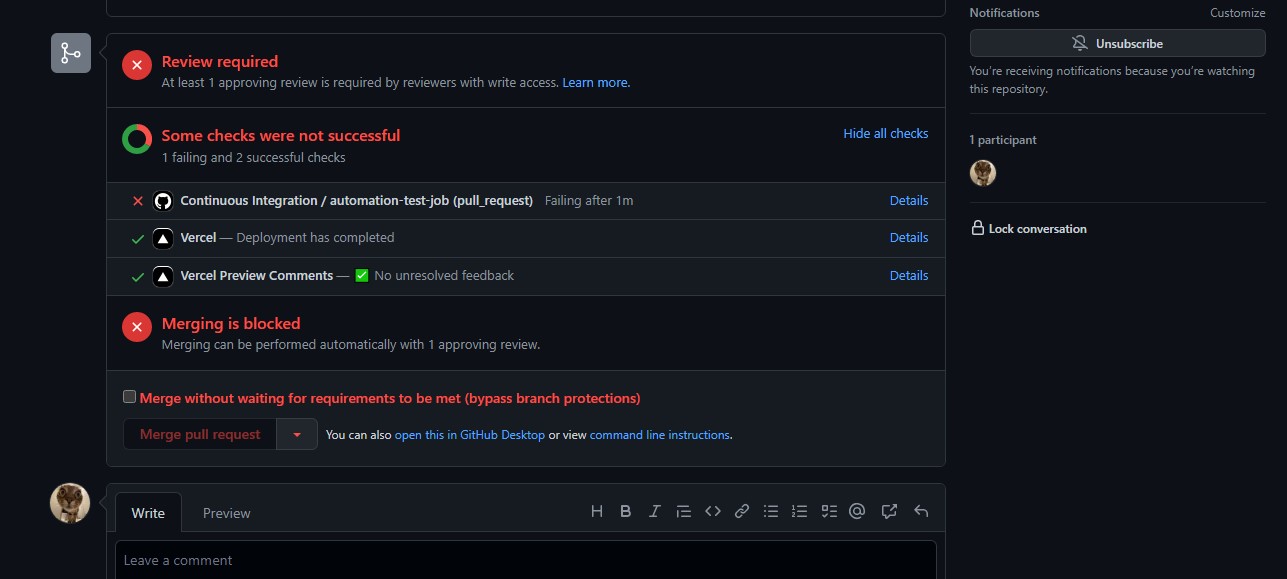 Notifications
Customize
Unsubscribe
You're receiving notifications because you're watching
this repository.
1 participant
Lock conversation
Review required
At least 1 approving review is required by reviewers with write access. Learn more.
Some checks were not successful
Hide all checks
1 failing and 2 successful checks
Continuous Integration / automation-test-job (pull_request) Failing after 1m
Details
Vercel — Deployment has completed
Details
Vercel Preview Comments — ✅ No unresolved feedback
Details
Merging is blocked
Merging can be performed automatically with 1 approving review.
Merge without waiting for requirements to be met (bypass branch protections)
Merge pull request
You can also open this in GitHub Desktop or view command line instructions.
Write
Preview
Leave a comment